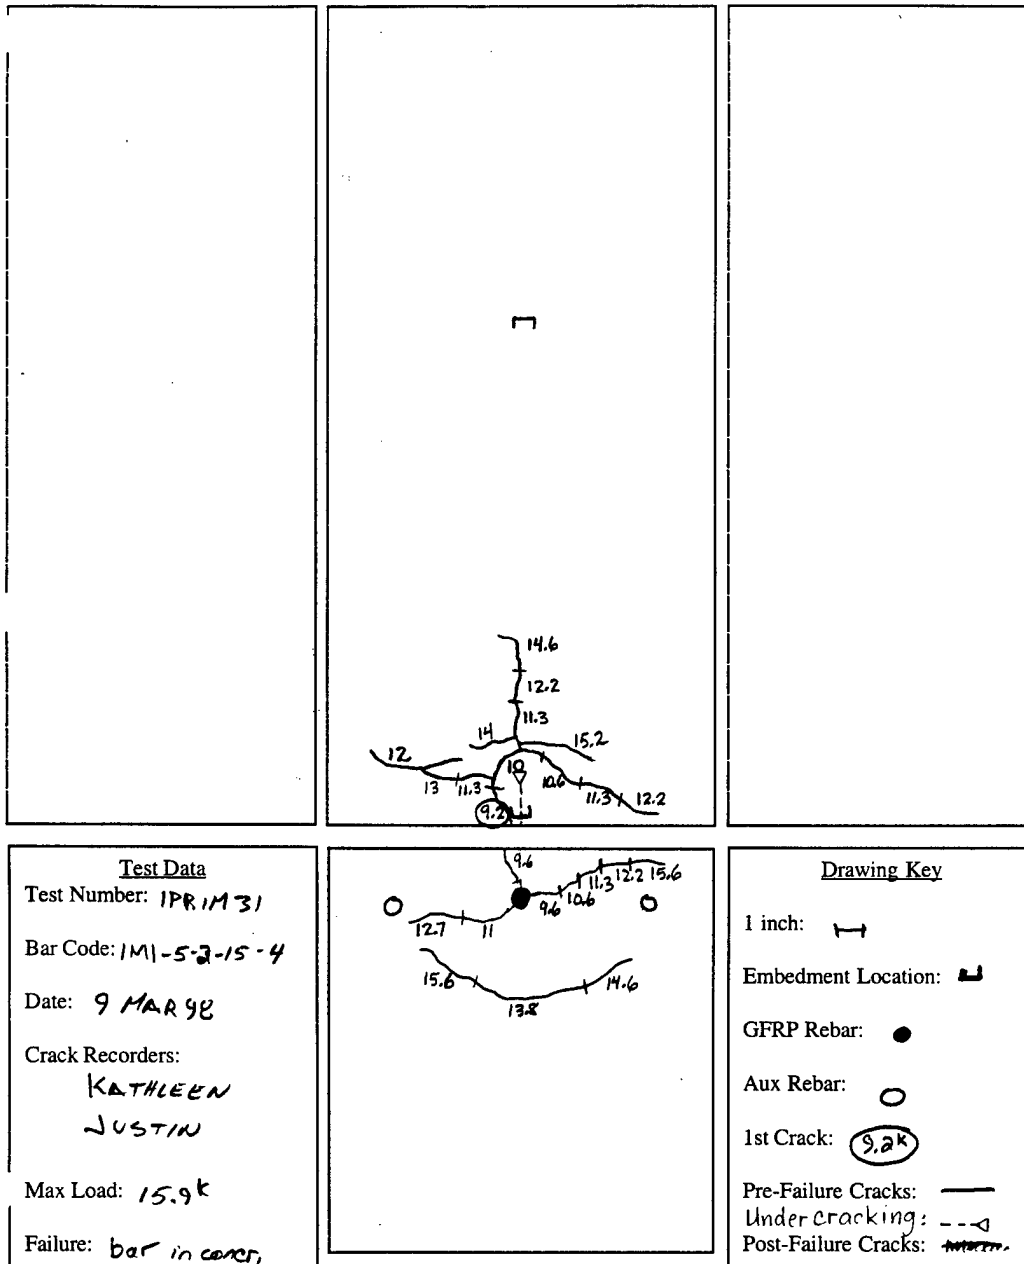 14.6
12.2
11.3
14
15.2
12
10
13
11.3
10.6
11.3
12.2
9.2
Test Data
Test Number: 1PR1M31
Bar Code: 1M1-5-2-15-4
Date: 9 MAR 98
Crack Recorders:
KATHLEEN
JUSTIN
Max Load: 15.9k
Failure: bar in concr.
9.6
9.6
10.6
11.3
12.2
15.6
12.7
11
15.6
13.8
14.6
Drawing Key
1 inch:
Embedment Location:
GFRP Rebar:
Aux Rebar:
1st Crack: 9.2k
Pre-Failure Cracks:
Undercracking:
Post-Failure Cracks: